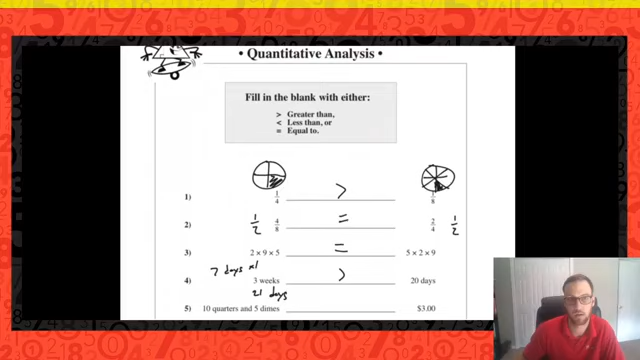 • Quantitative Analysis •
Fill in the blank with either:
> Greater than,
< Less than, or
= Equal to.
1) 1/4 > 1/8
2) 1/2 4/8 = 2/4 1/2
3) 2 × 9 × 5 = 5 × 2 × 9
7 days ×1
4) 3 weeks > 20 days
21 days
5) 10 quarters and 5 dimes $3.00